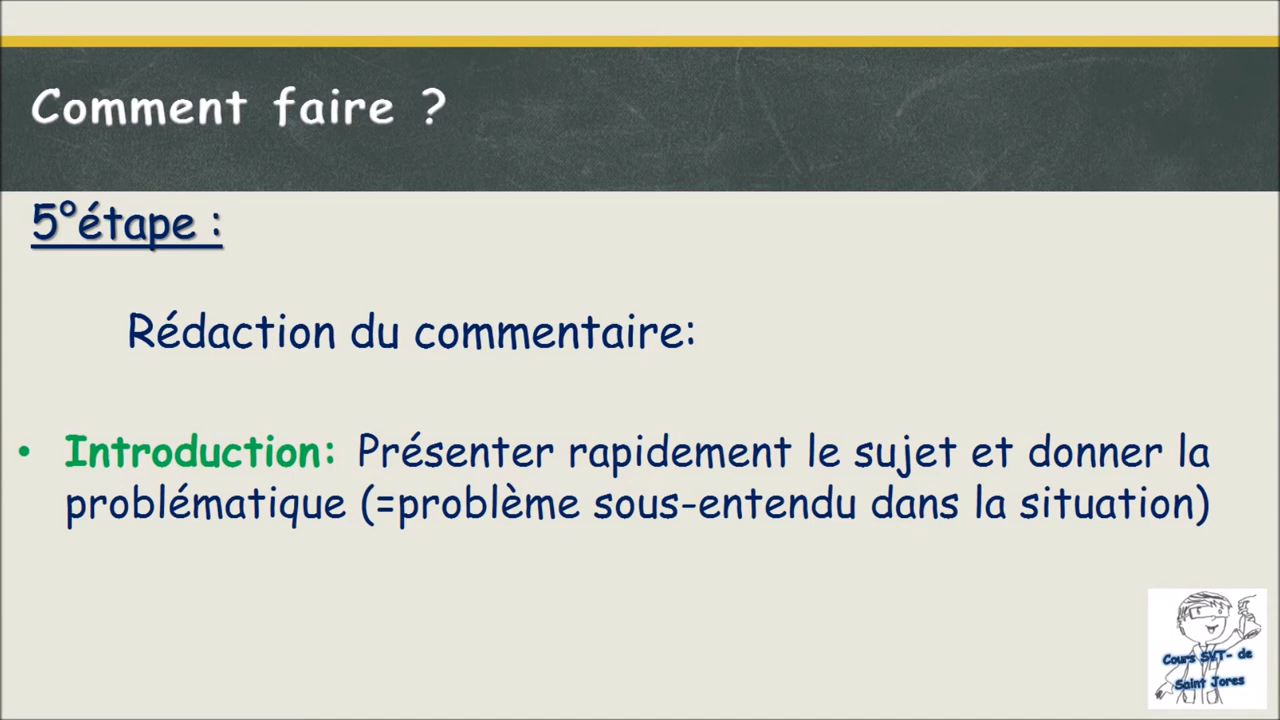 Comment faire ?
5°étape :
Rédaction du commentaire:
• Introduction: Présenter rapidement le sujet et donner la
problématique (=problème sous-entendu dans la situation)
Cours SVT- de
Saint Jores